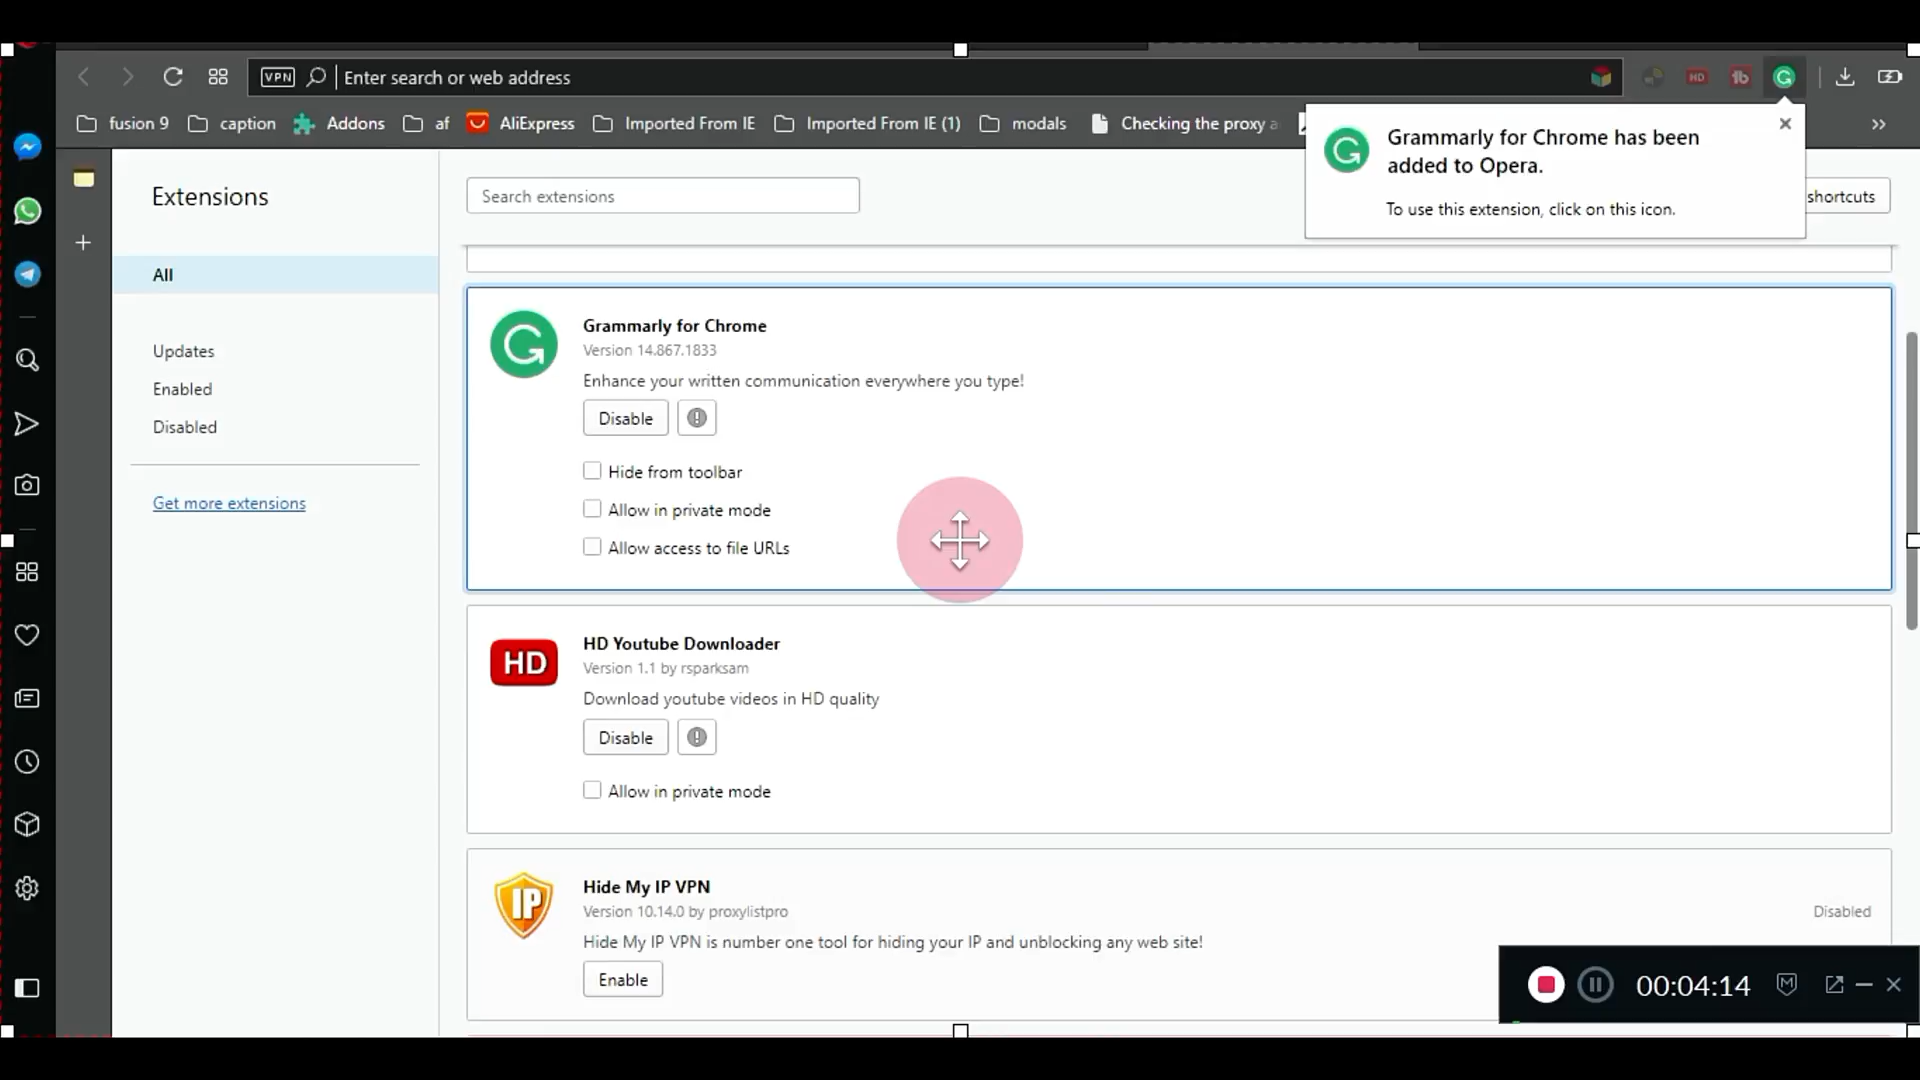 VPN
Enter search or web address
HD
tb
fusion 9
caption
Addons
af
AliExpress
Imported From IE
Imported From IE (1)
modals
Checking the proxy a
»
Grammarly for Chrome has been
added to Opera.
To use this extension, click on this icon.
Extensions
Search extensions
shortcuts
All
Updates
Enabled
Disabled
Get more extensions
Grammarly for Chrome
Version 14.867.1833
Enhance your written communication everywhere you type!
Disable
Hide from toolbar
Allow in private mode
Allow access to file URLs
HD
HD Youtube Downloader
Version 1.1 by rsparksam
Download youtube videos in HD quality
Disable
Allow in private mode
IP
Hide My IP VPN
Version 10.14.0 by proxylistpro
Disabled
Hide My IP VPN is number one tool for hiding your IP and unblocking any web site!
Enable
00:04:14